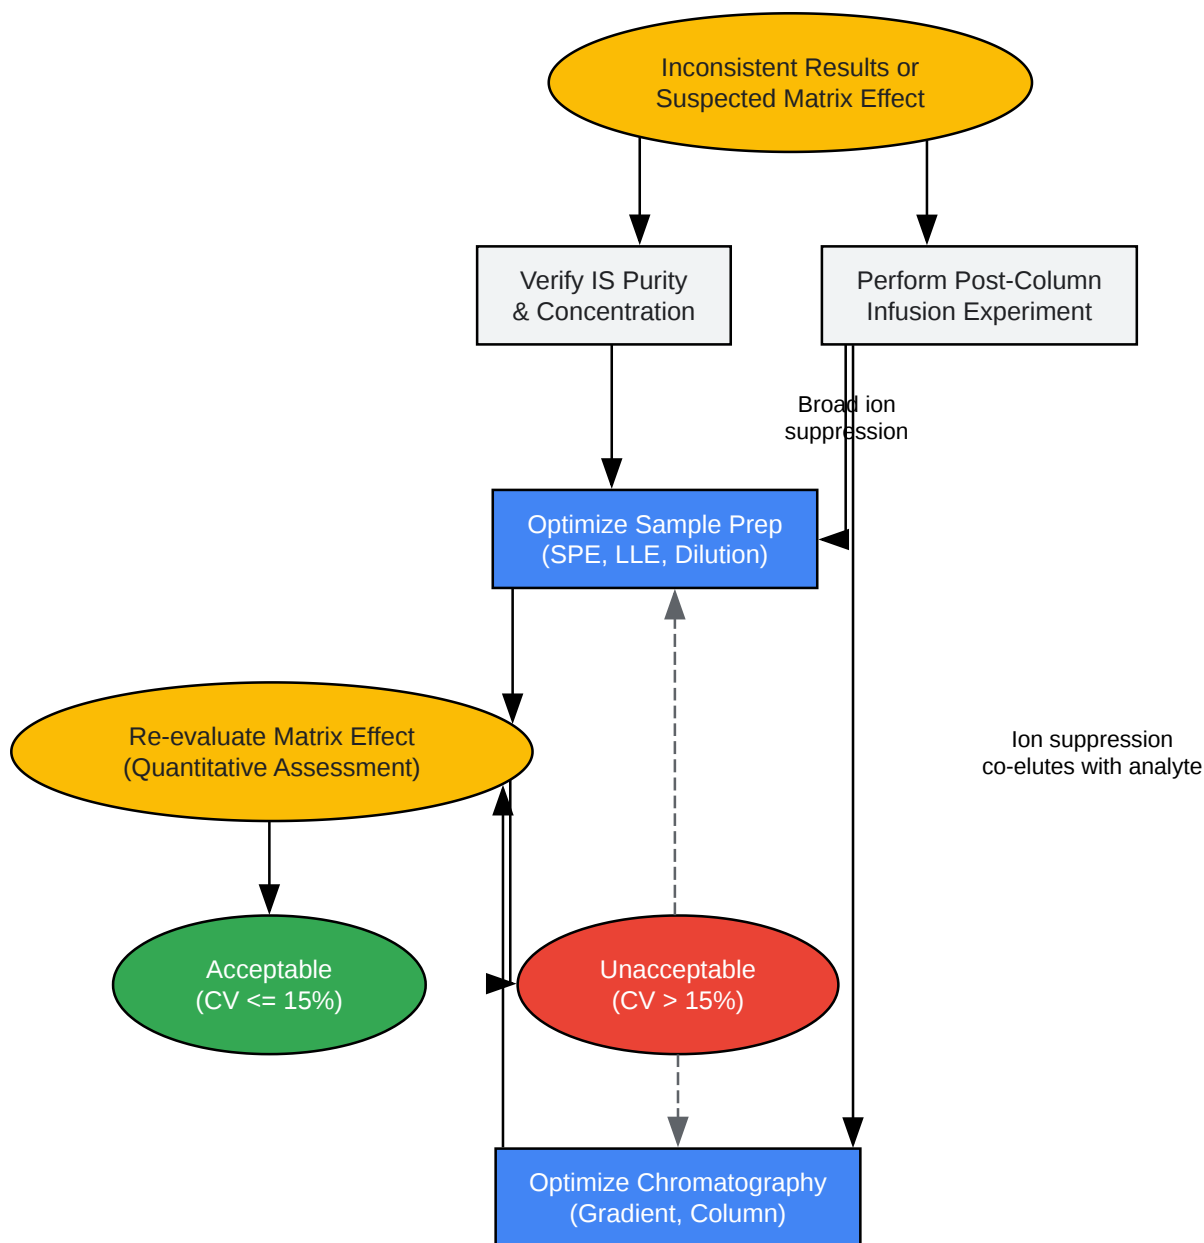 Inconsistent Results or
Suspected Matrix Effect
Verify IS Purity
& Concentration
Perform Post-Column
Infusion Experiment
Broad ion
suppression
Optimize Sample Prep
(SPE, LLE, Dilution)
Re-evaluate Matrix Effect
(Quantitative Assessment)
Ion suppression
co-elutes with analyte
Acceptable
(CV <= 15%)
Unacceptable
(CV > 15%)
Optimize Chromatography
(Gradient, Column)